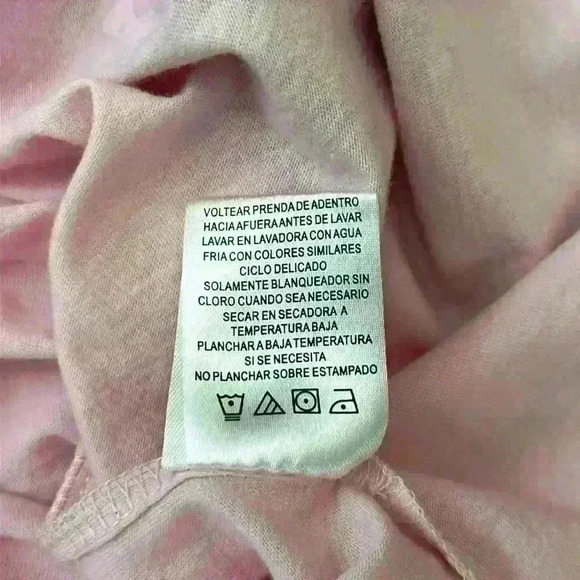 VOLTEAR PRENDA DE ADENTRO
HACIA AFUERA ANTES DE LAVAR
LAVAR EN LAVADORA CON AGUA
FRIA CON COLORES SIMILARES
CICLO DELICADO
SOLAMENTE BLANQUEADOR SIN
CLORO CUANDO SEA NECESARIO
SECAR EN SECADORA A
TEMPERATURA BAJA
PLANCHAR A BAJA TEMPERATURA
SI SE NECESITA
NO PLANCHAR SOBRE ESTAMPADO